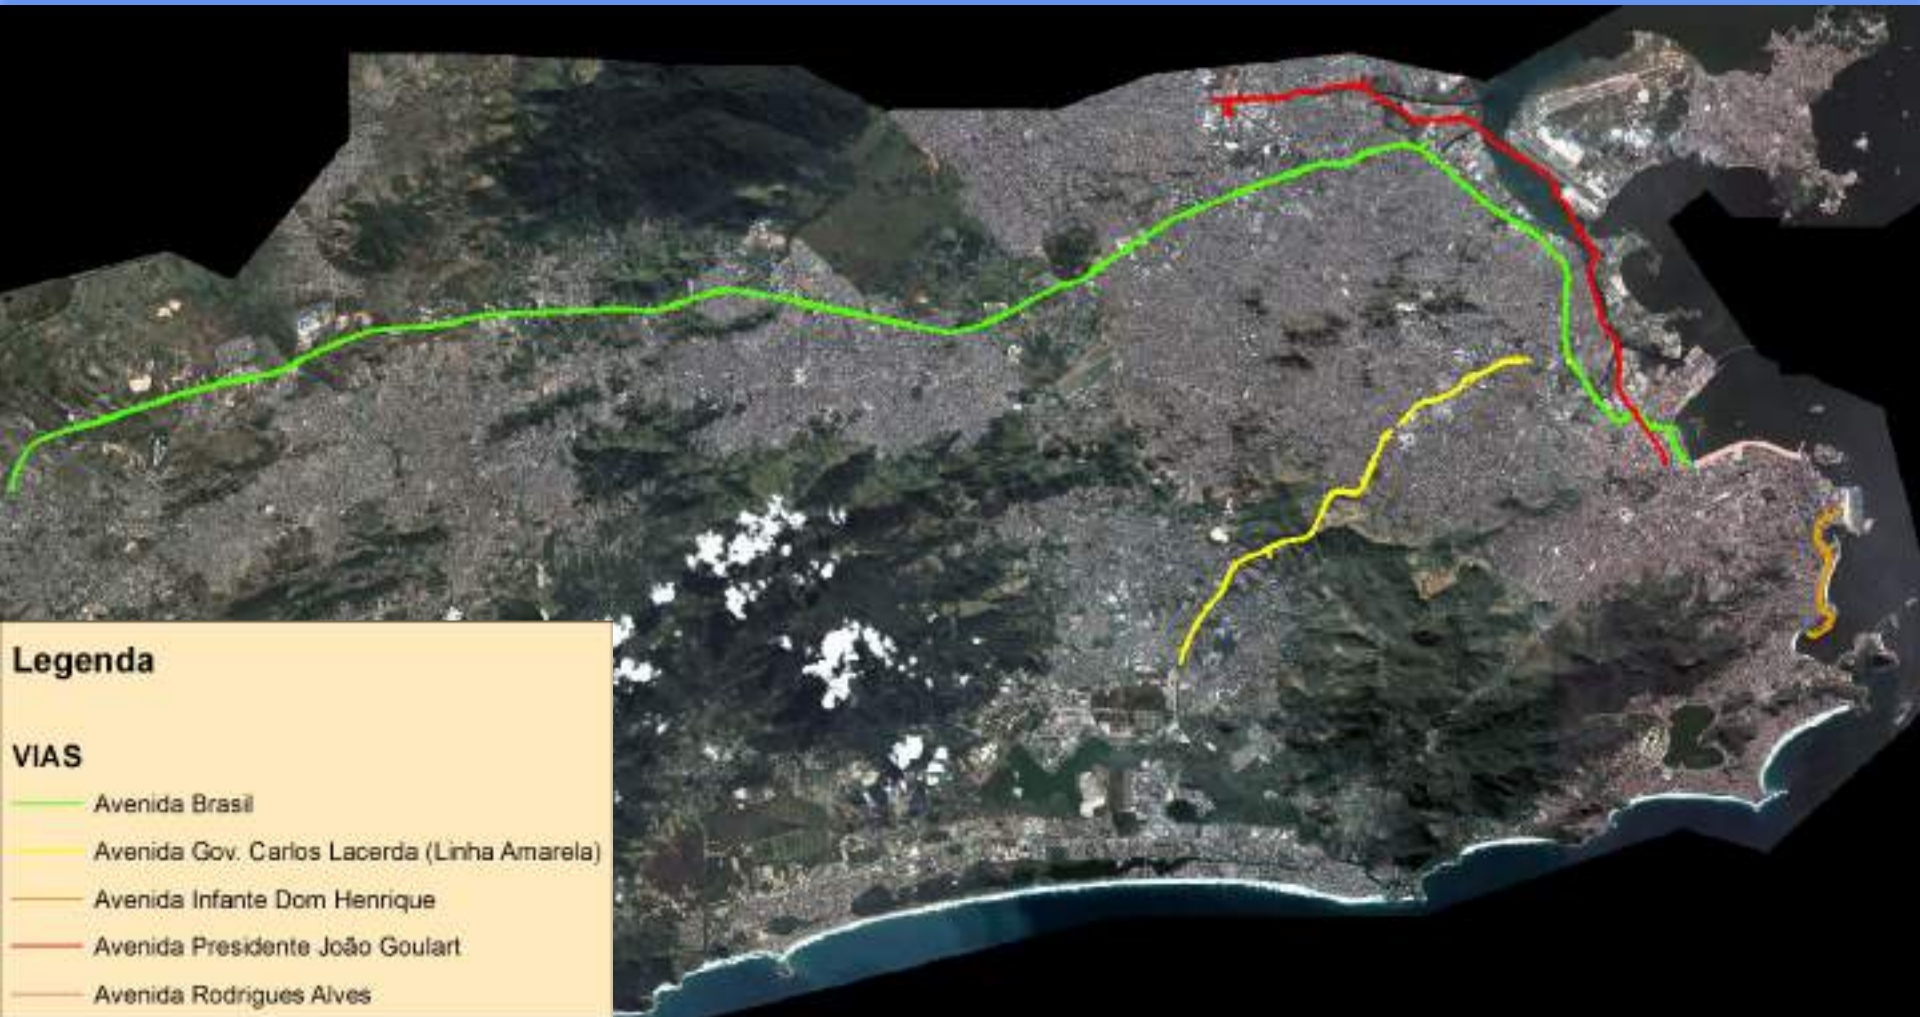 Legenda
VIAS
Avenida Brasil
Avenida Gov. Carlos Lacerda (Linha Amarela)
Avenida Infante Dom Henrique
Avenida Presidente João Goulart
Avenida Rodrigues Alves